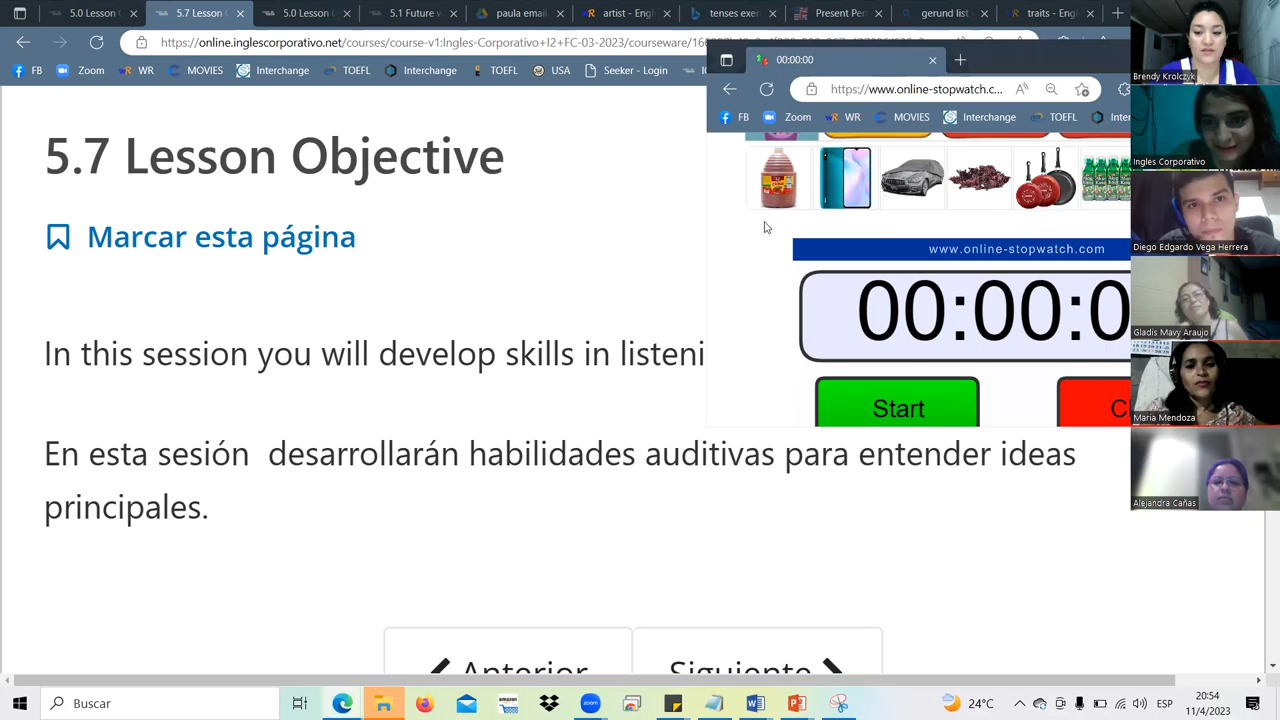 5.0 Lesson C
5.7 Lesson O
5.0 Lesson C
5.1 Future w
paula email
artist - Eng
tenses exer
Present Per
gerund list -
traits - Engl
https://online.inglescorporativo.net/courses/course-v1:Ingles-Corporativo+I2+FC-03-2023/courseware/16
FB
Zoom
WR
MOVIES
Interchange
TOEFL
Interchange
TOEFL
USA
Seeker - Login
00:00:00
https://www.online-stopwatch.c...
FB
Zoom
WR
MOVIES
Interchange
TOEFL
Inter
5.7 Lesson Objective
Marcar esta página
In this session you will develop skills in listeni
En esta sesión desarrollarán habilidades auditivas para entender ideas
principales.
www.online-stopwatch.com
00:00:0
Start
Cl
Anterior
Siguiente
Brendy Krolczyk
Ingles Corporativo
Diego Edgardo Vega Herrera
Gladis Mavy Araujo
Maria Mendoza
Alejandra Cañas
Buscar
amazon
zoom
24°C
ESP
20:54
11/4/2023